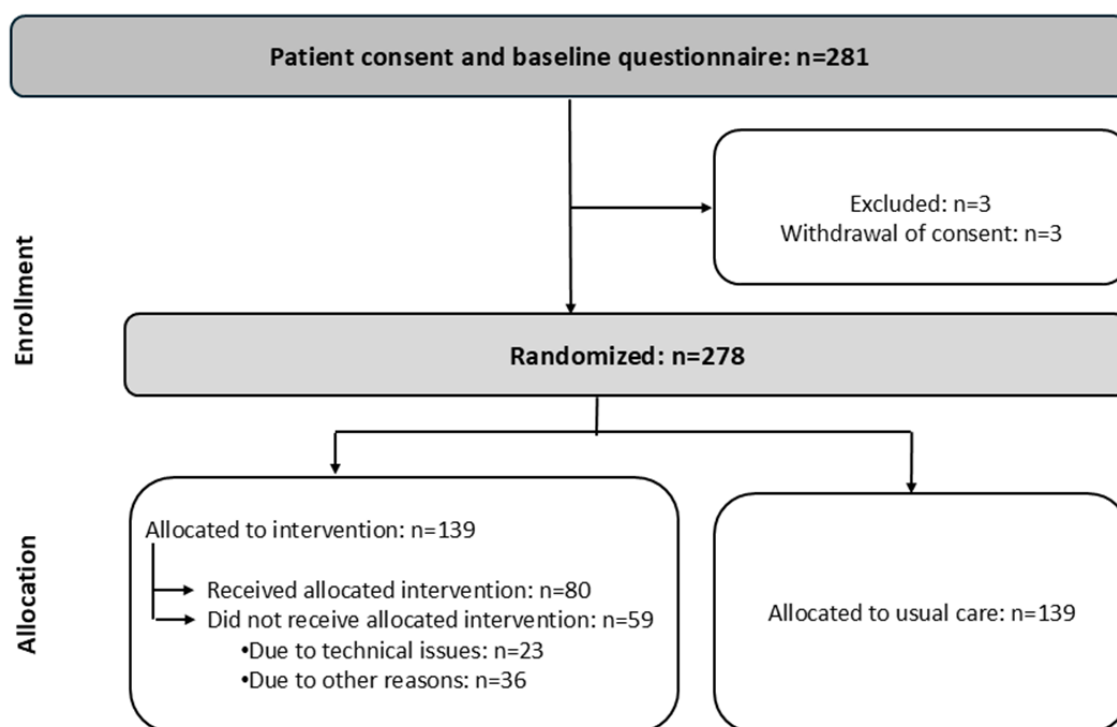 Patient consent and baseline questionnaire: n=281
Enrollment
Excluded: n=3
Withdrawal of consent: n=3
Randomized: n=278
Allocation
Allocated to intervention: n=139
Received allocated intervention: n=80
Did not receive allocated intervention: n=59
•Due to technical issues: n=23
•Due to other reasons: n=36
Allocated to usual care: n=139